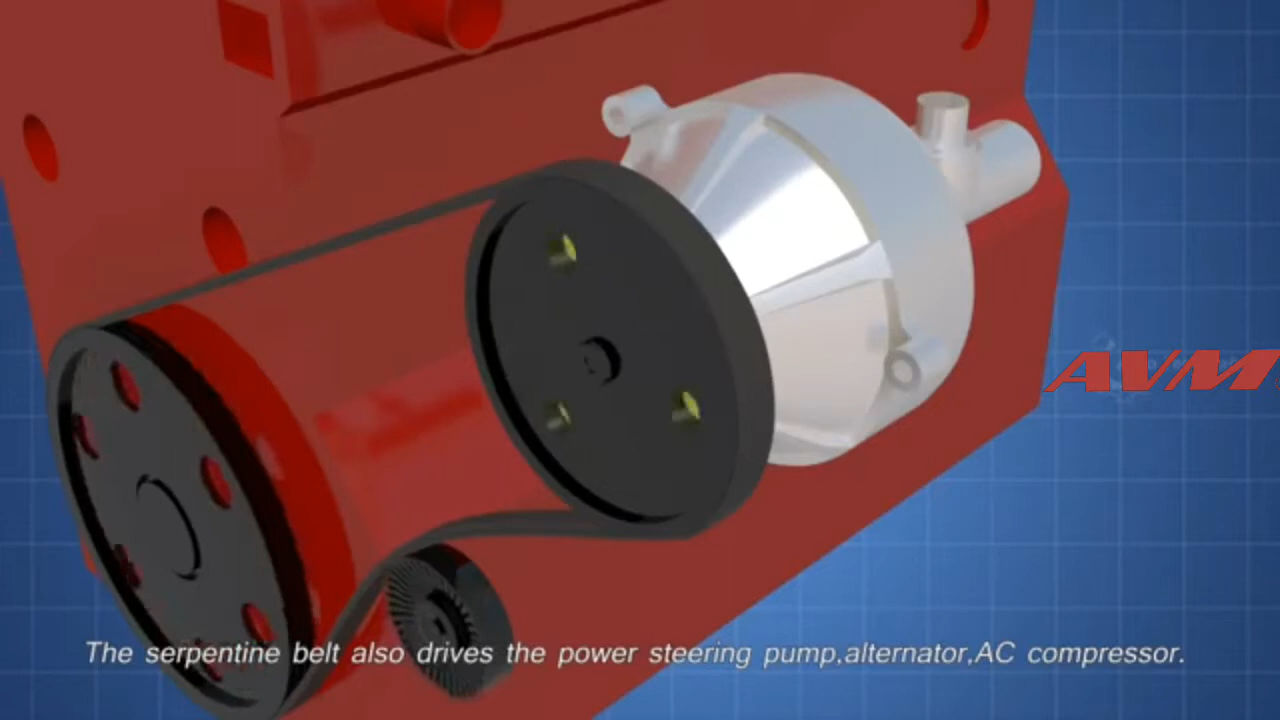 AVM
The serpentine belt also drives the power steering pump,alternator,AC compressor.